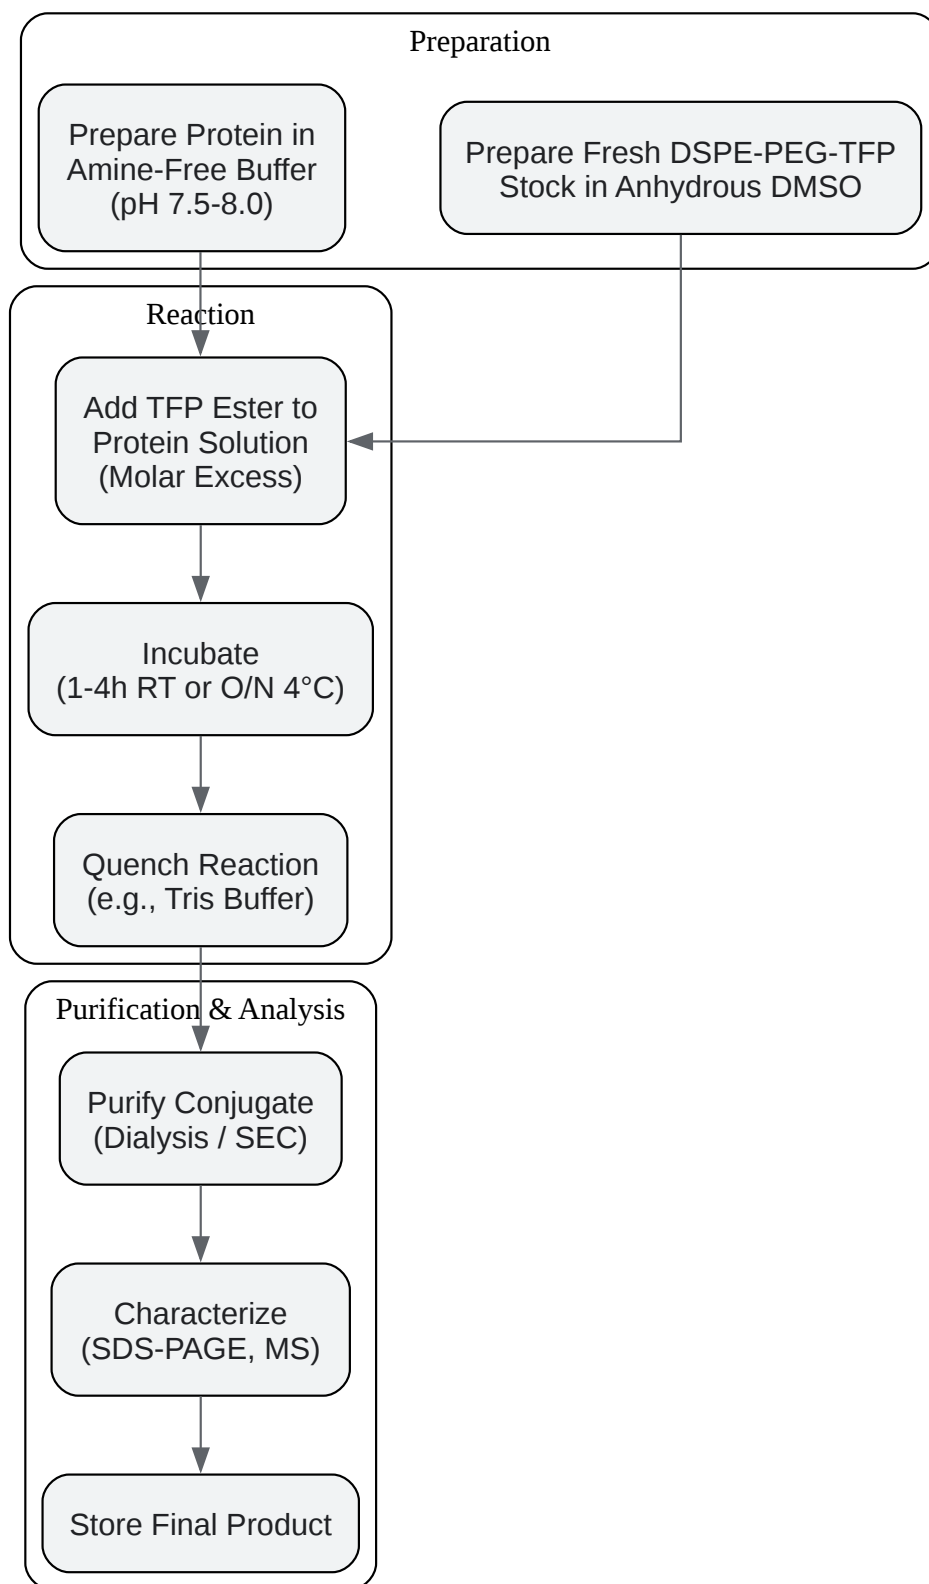 Preparation
Prepare Protein in
Amine-Free Buffer
(pH 7.5-8.0)
Prepare Fresh DSPE-PEG-TFP
Stock in Anhydrous DMSO
Reaction
Add TFP Ester to
Protein Solution
(Molar Excess)
Incubate
(1-4h RT or O/N 4°C)
Quench Reaction
(e.g., Tris Buffer)
Purification & Analysis
Purify Conjugate
(Dialysis / SEC)
Characterize
(SDS-PAGE, MS)
Store Final Product